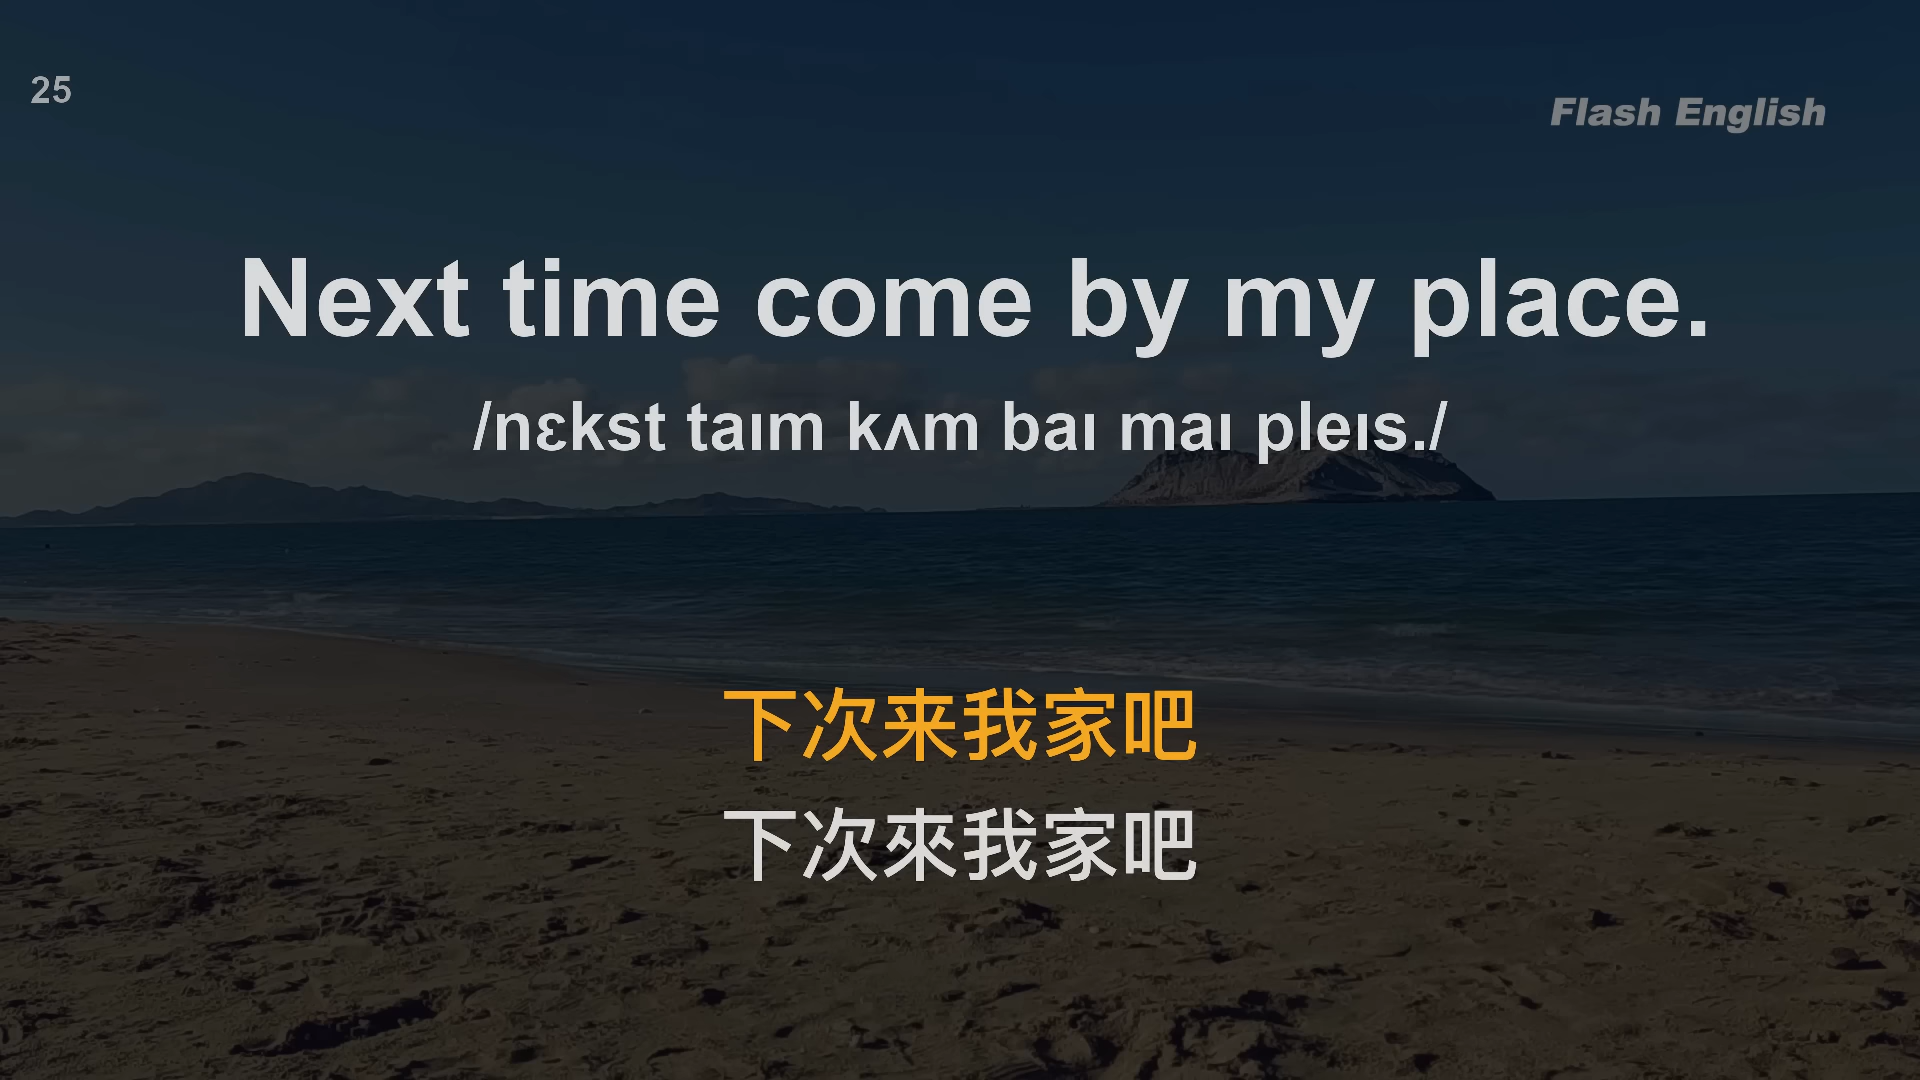 25
Flash English
Next time come by my place.
/nɛkst taɪm kʌm baɪ maɪ pleɪs./
下次来我家吧
下次來我家吧